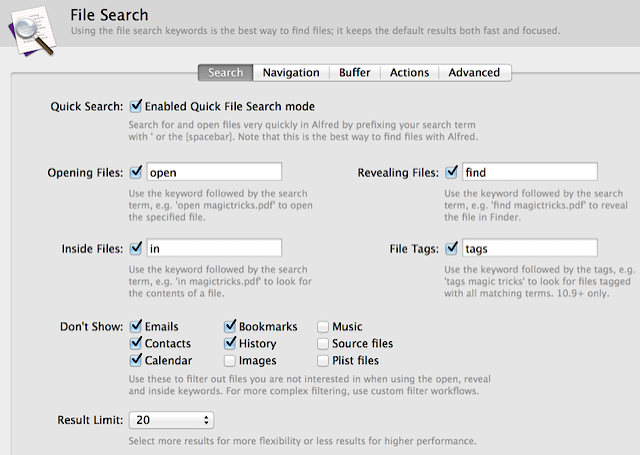 File Search
Using the file search keywords is the best way to find files; it keeps the default results both fast and focused.
Search Navigation Buffer Actions Advanced
Quick Search: Enabled Quick File Search mode
Search for and open files very quickly in Alfred by prefixing your search term
with ' or the [spacebar]. Note that this is the best way to find files with Alfred.
Opening Files: open
Use the keyword followed by the search
term, e.g. 'open magictricks.pdf' to open
the specified file.
Revealing Files: find
Use the keyword followed by the search
term, e.g. 'find magictricks.pdf' to reveal
the file in Finder.
Inside Files: in
Use the keyword followed by the search
term, e.g. 'in magictricks.pdf' to look for
the contents of a file.
File Tags: tags
Use the keyword followed by the tags, e.g.
'tags magic tricks' to look for files tagged
with all matching terms. 10.9+ only.
Don't Show: Emails Bookmarks Music
Contacts History Source files
Calendar Images Plist files
Use these to filter out files you are not interested in when using the open, reveal
and inside keywords. For more complex filtering, use custom filter workflows.
Result Limit: 20
Select more results for more flexibility or less results for higher performance.